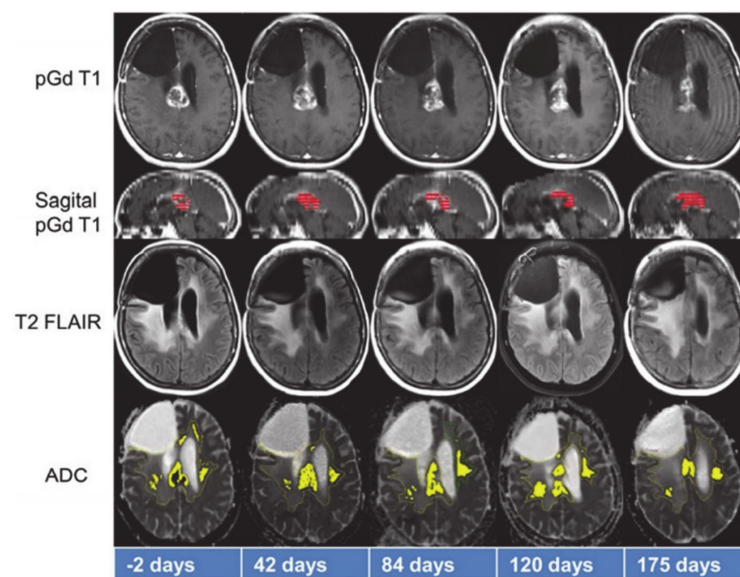 pGd T1
Sagital
pGd T1
T2 FLAIR
ADC
-2 days
42 days
84 days
120 days
175 days